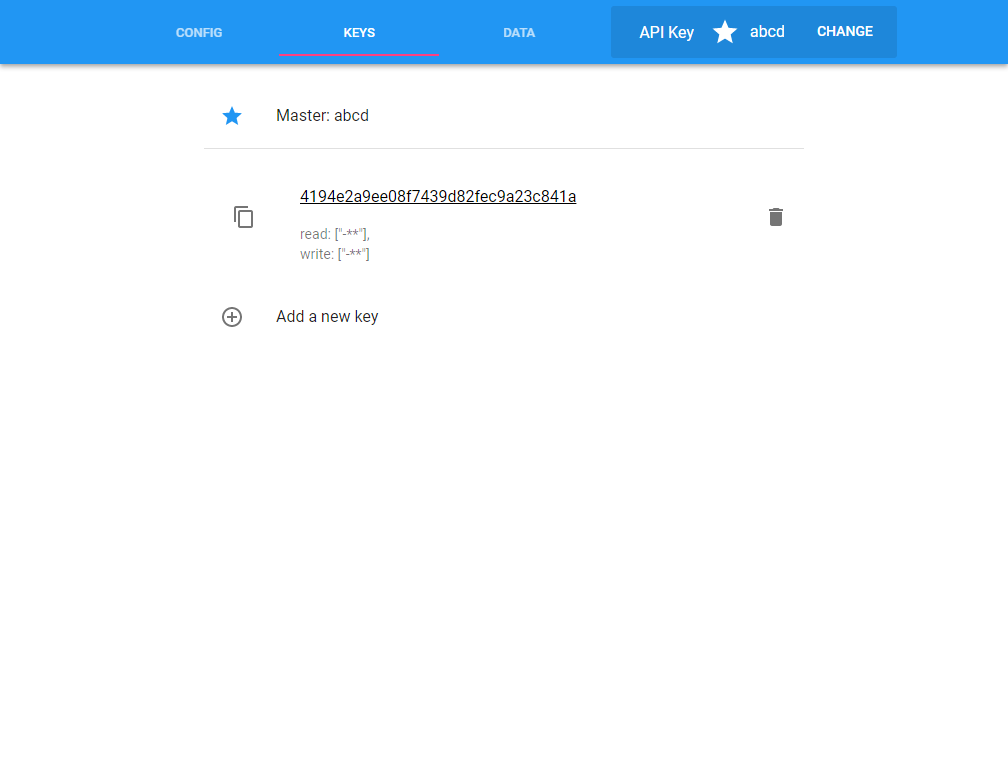 CONFIG KEYS DATA API Key abcd CHANGE
Master: abcd
4194e2a9ee08f7439d82fec9a23c841a
read: ["-**"],
write: ["-**"]
Add a new key